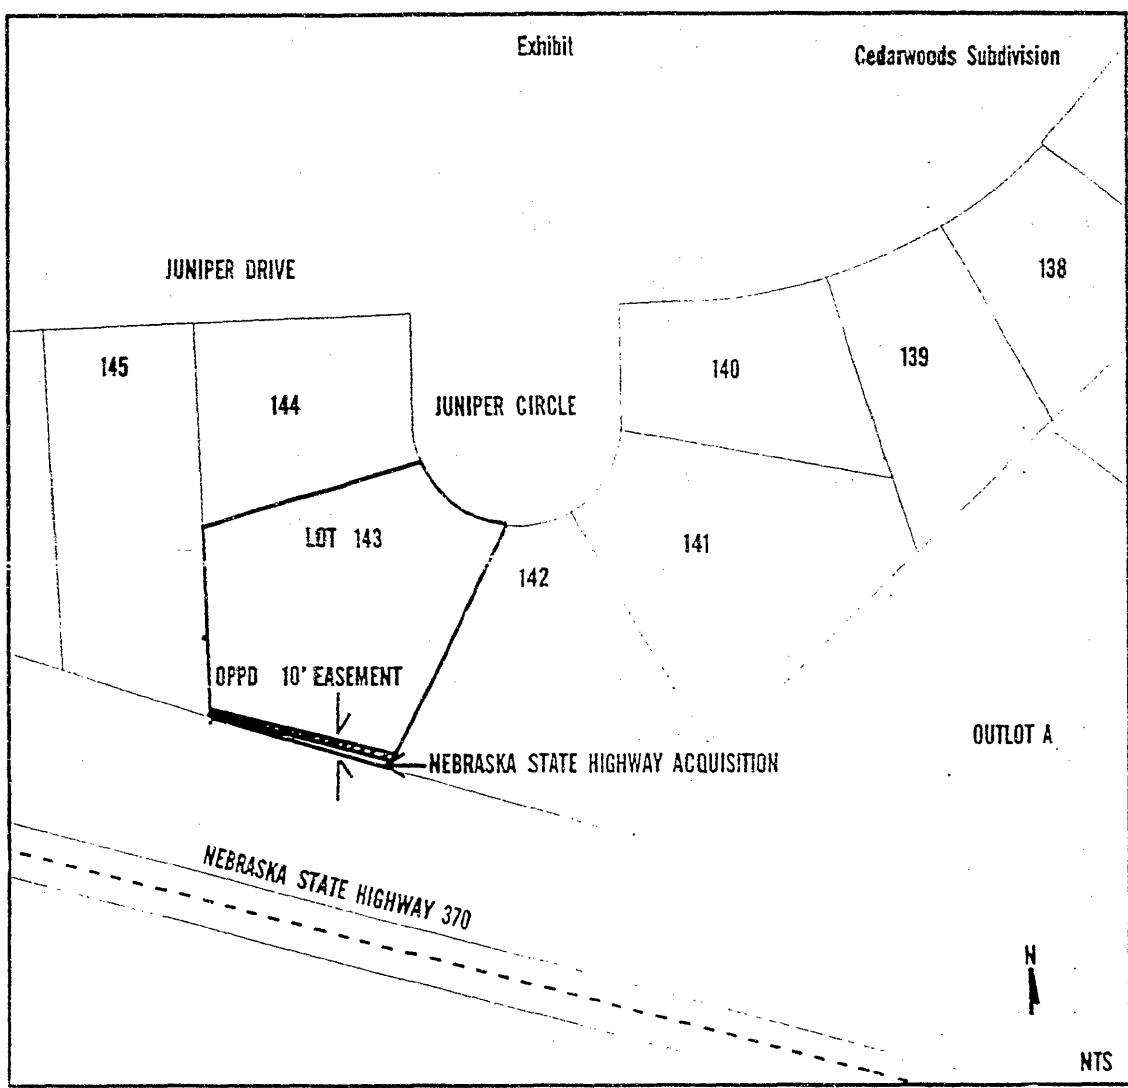 Exhibit
Cedarwoods Subdivision
JUNIPER DRIVE
138
145
140
139
144
JUNIPER CIRCLE
LOT 143
141
142
OPPD 10' EASEMENT
OUTLOT A
NEBRASKA STATE HIGHWAY ACQUISITION
NEBRASKA STATE HIGHWAY 370
N
NTS